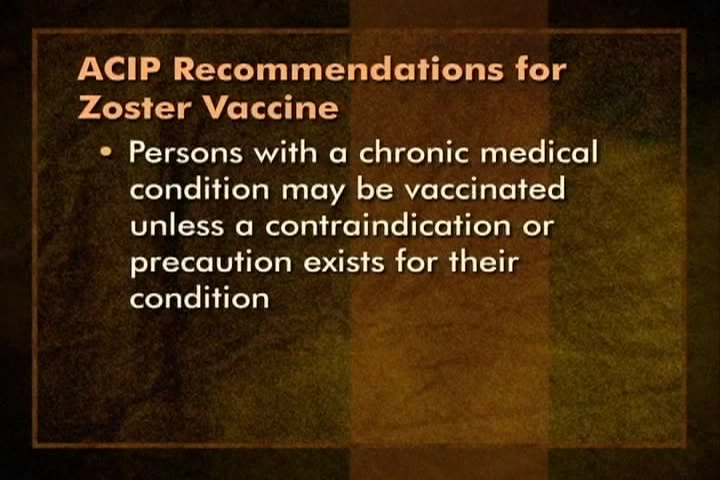 ACIP Recommendations for
Zoster Vaccine
• Persons with a chronic medical
condition may be vaccinated
unless a contraindication or
precaution exists for their
condition